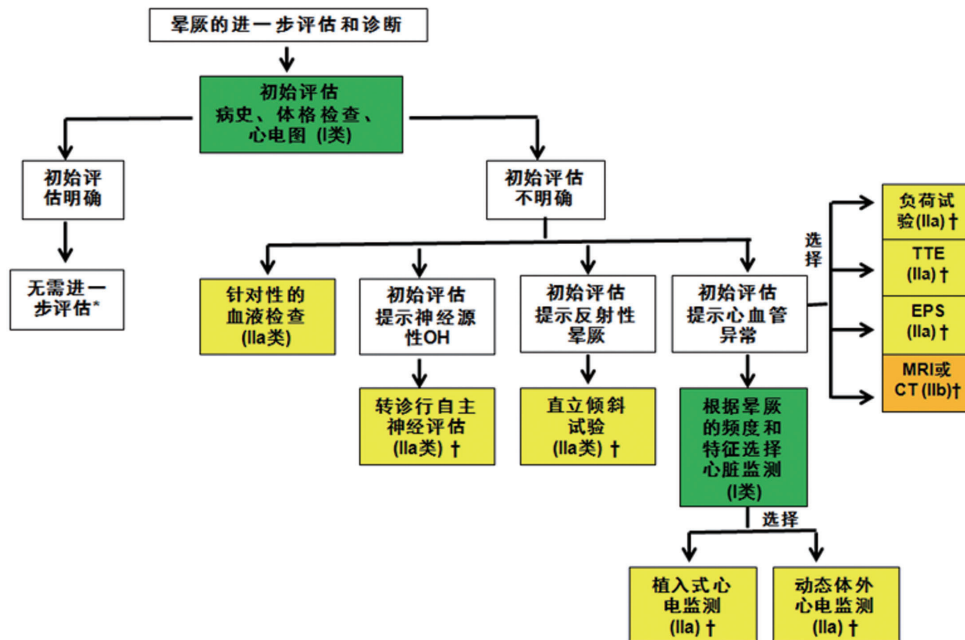 晕厥的进一步评估和诊断
初始评估
病史、体格检查、
心电图 (I类)
初始评
估明确
初始评估
不明确
无需进一
步评估*
针对性的
血液检查
(IIa类)
初始评估
提示神经源
性OH
初始评估
提示反射性
晕厥
初始评估
提示心血管
异常
选择
负荷试
验(IIa) †
TTE
(IIa) †
EPS
(IIa) †
MRI或
CT (IIb)†
转诊行自主
神经评估
(IIa类) †
直立倾斜
试验
(IIa类) †
根据晕厥
的频度和
特征选择
心脏监测
(I类)
选择
植入式心
电监测
(IIa) †
动态体外
心电监测
(IIa) †